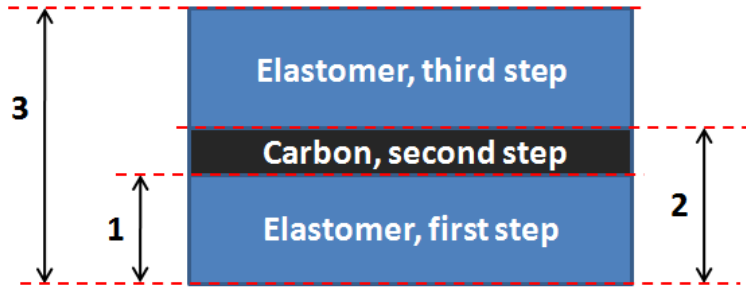 Elastomer, third step
3
Carbon, second step
1
Elastomer, first step
2